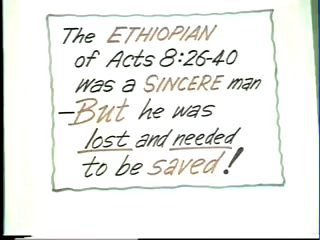 The ETHIOPIAN
of Acts 8:26-40
was a SINCERE man
-But he was
lost and needed
to be saved!